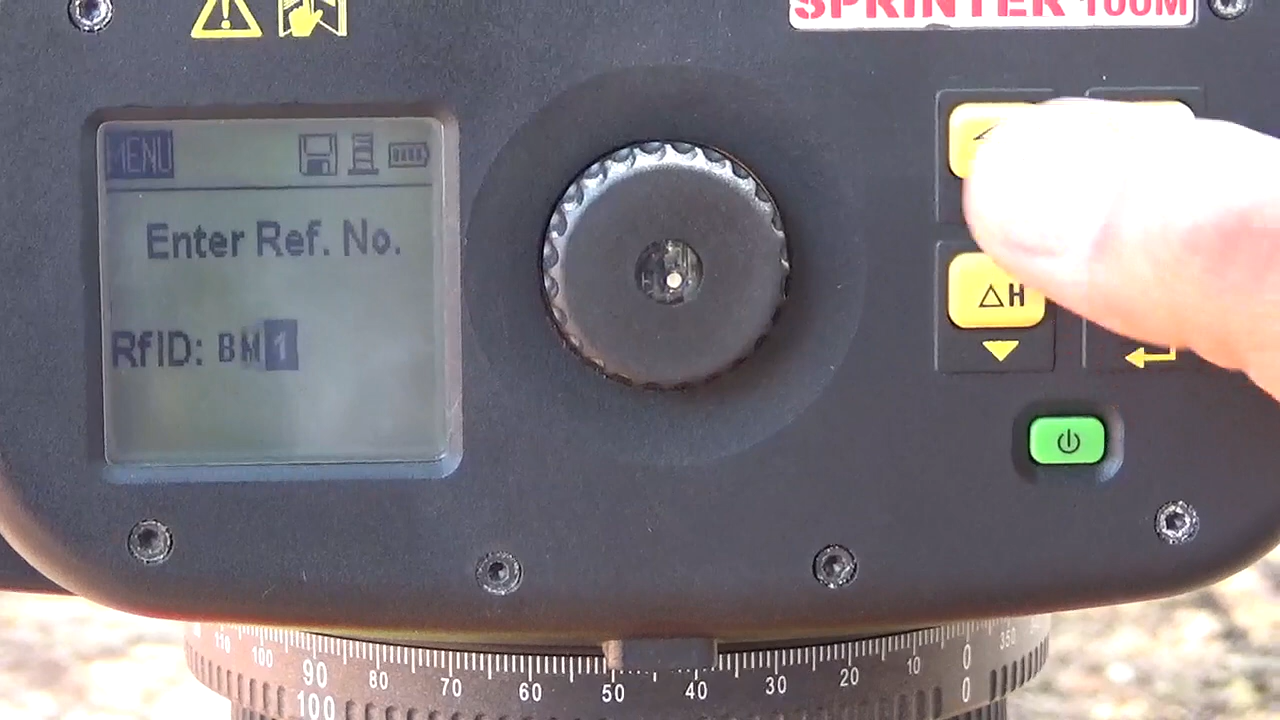 SPRINTER 100M
MENU
Enter Ref. No.
RfID: BM1
△H
110 100 90 80 70 60 50 40 30 20 10 0 350
100 0